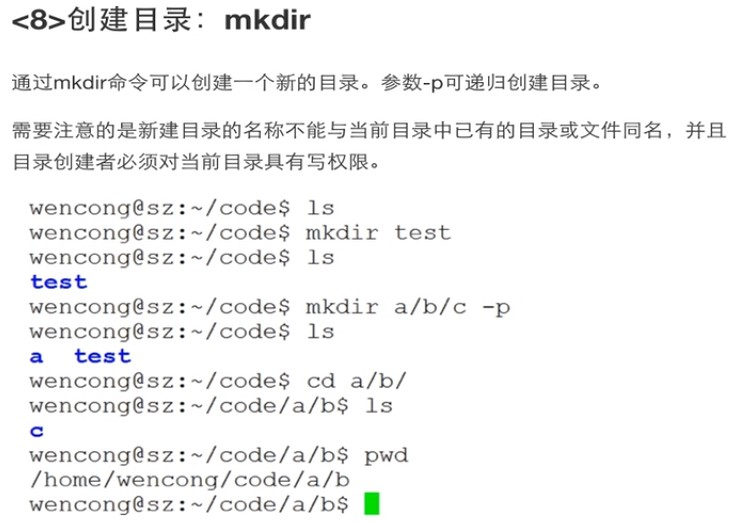 <8>创建目录：mkdir
通过mkdir命令可以创建一个新的目录。参数-p可递归创建目录。
需要注意的是新建目录的名称不能与当前目录中已有的目录或文件同名，并且
目录创建者必须对当前目录具有写权限。
wencong@sz:~/code$ ls
wencong@sz:~/code$ mkdir test
wencong@sz:~/code$ ls
test
wencong@sz:~/code$ mkdir a/b/c -p
wencong@sz:~/code$ ls
a  test
wencong@sz:~/code$ cd a/b/
wencong@sz:~/code/a/b$ ls
c
wencong@sz:~/code/a/b$ pwd
/home/wencong/code/a/b
wencong@sz:~/code/a/b$